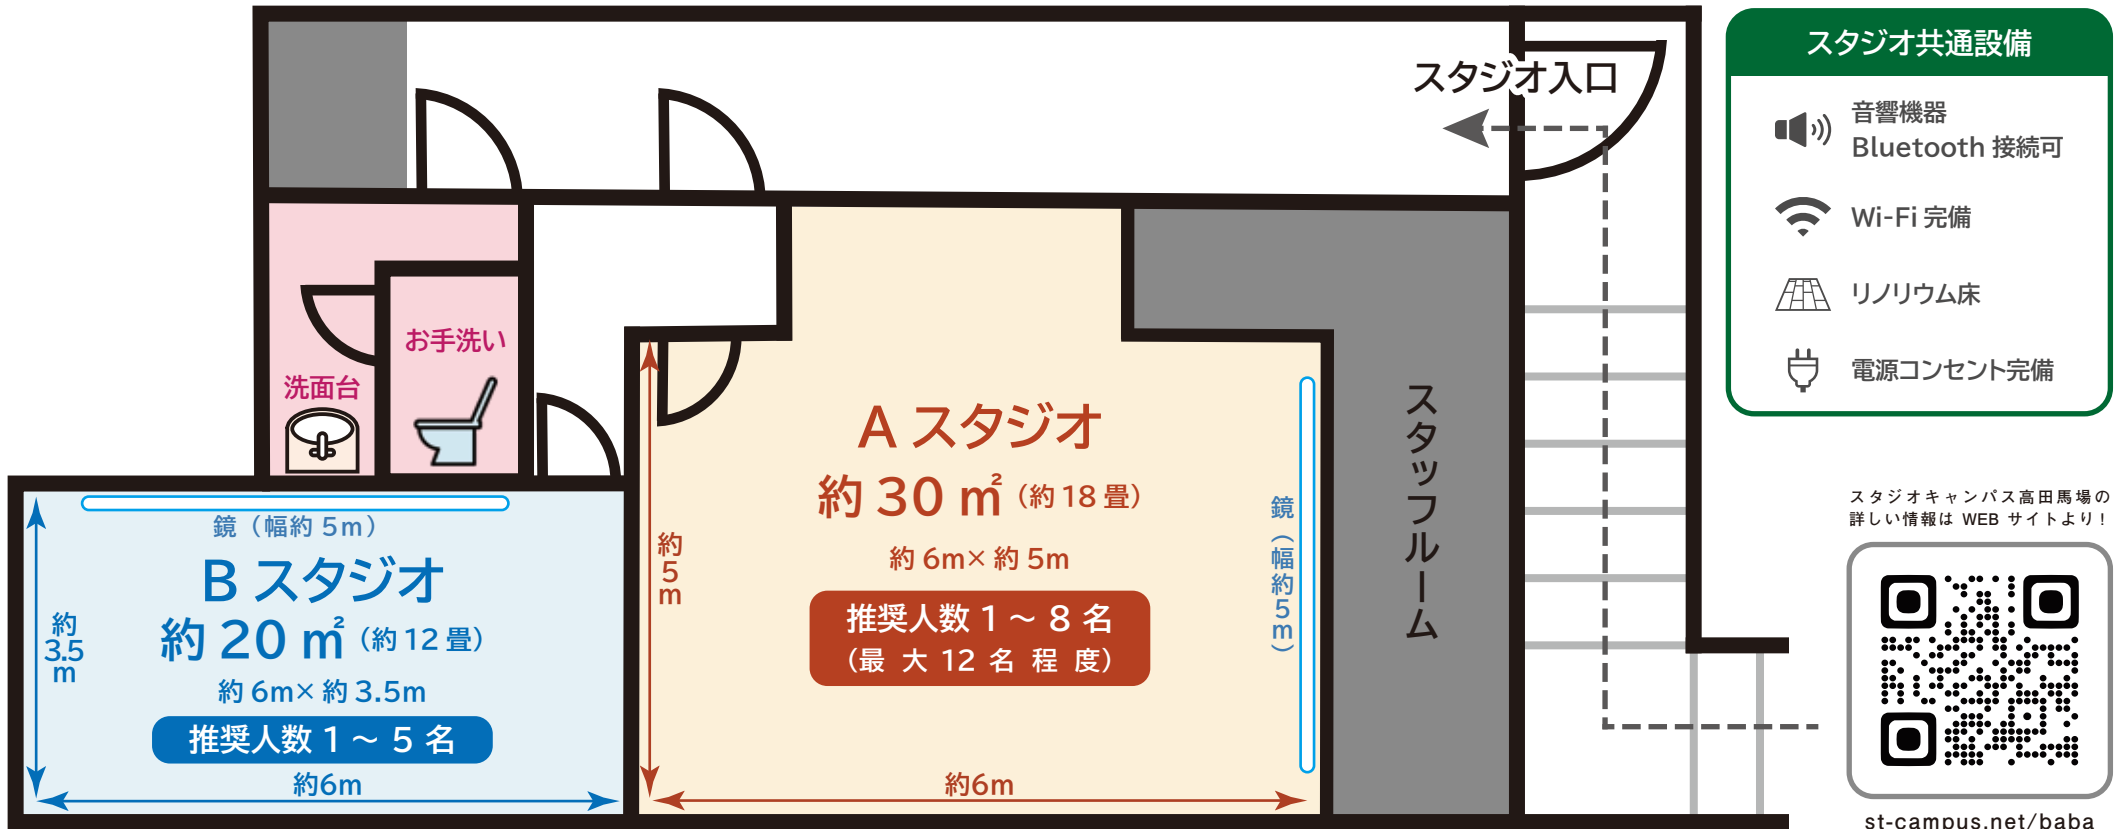 スタジオ入口
スタジオ共通設備
音響機器
Bluetooth 接続可
Wi-Fi 完備
リノリウム床
電源コンセント完備
お手洗い
洗面台
A スタジオ
約 30 ㎡（約 18 畳）
約 6m× 約 5m
推奨人数 1 ～ 8 名
（最 大 12 名 程 度）
約5m
約6m
鏡（幅約5m）
スタッフルーム
鏡（幅約 5m）
B スタジオ
約 20 ㎡（約 12 畳）
約 6m× 約 3.5m
推奨人数 1 ～ 5 名
約3.5m
約6m
スタジオキャンパス高田馬場の
詳しい情報は WEB サイトより！
st-campus.net/baba